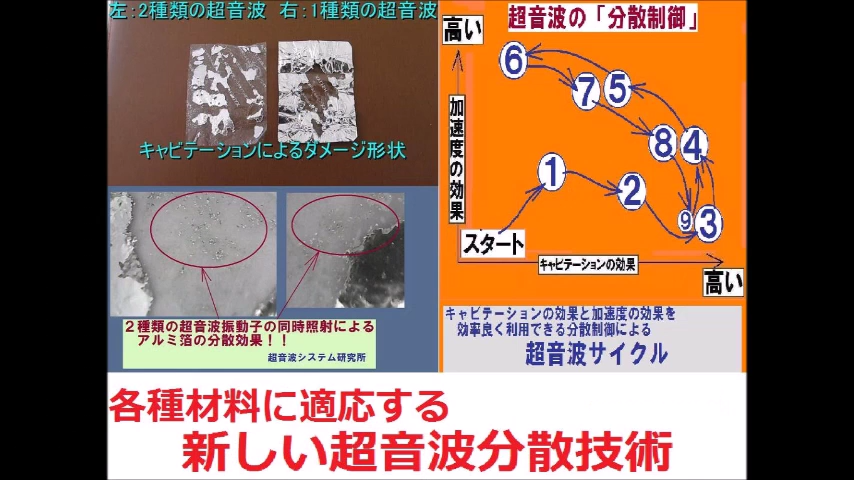 左：2種類の超音波　右：1種類の超音波
キャビテーションによるダメージ形状
２種類の超音波振動子の同時照射による
アルミ箔の分散効果！！
超音波システム研究所
超音波の「分散制御」
高い
加速度の効果
6
7
5
8
4
1
2
9
3
スタート
キャビテーションの効果
高い
キャビテーションの効果と加速度の効果を
効率良く利用できる分散制御による
超音波サイクル
各種材料に適応する
新しい超音波分散技術